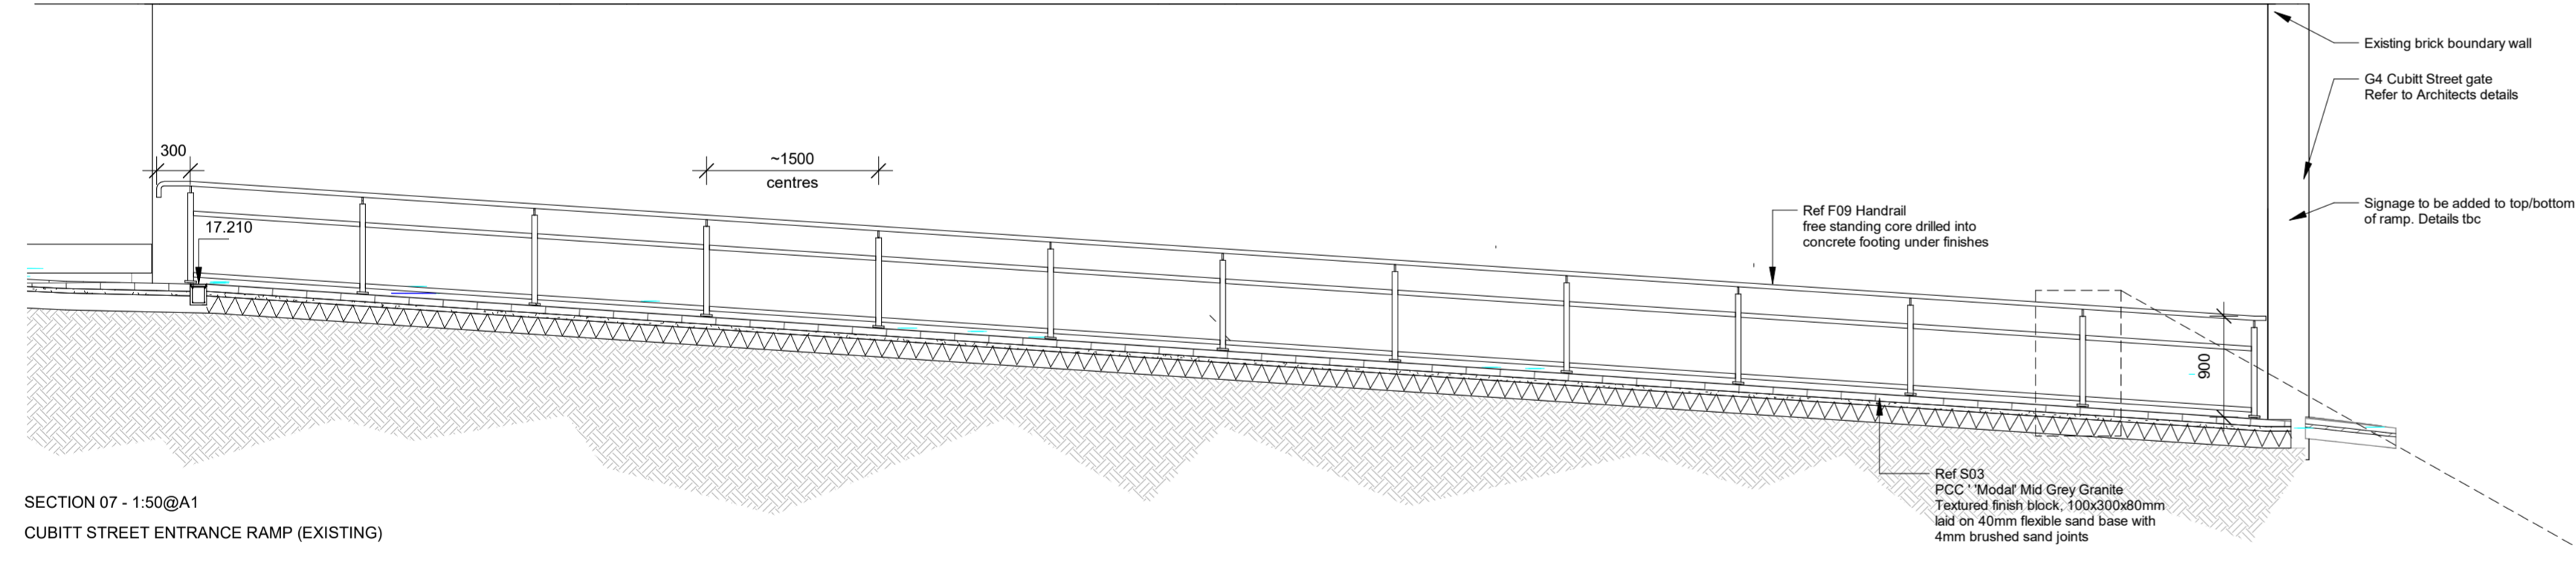 Existing brick boundary wall
G4 Cubitt Street gate
Refer to Architects details
300
~1500
centres
17.210
Ref F09 Handrail
free standing core drilled into
concrete footing under finishes
Signage to be added to top/bottom
of ramp. Details tbc
900
Ref S03
PCC ' 'Modal' Mid Grey Granite
Textured finish block, 100x300x80mm
laid on 40mm flexible sand base with
4mm brushed sand joints
SECTION 07 - 1:50@A1
CUBITT STREET ENTRANCE RAMP (EXISTING)